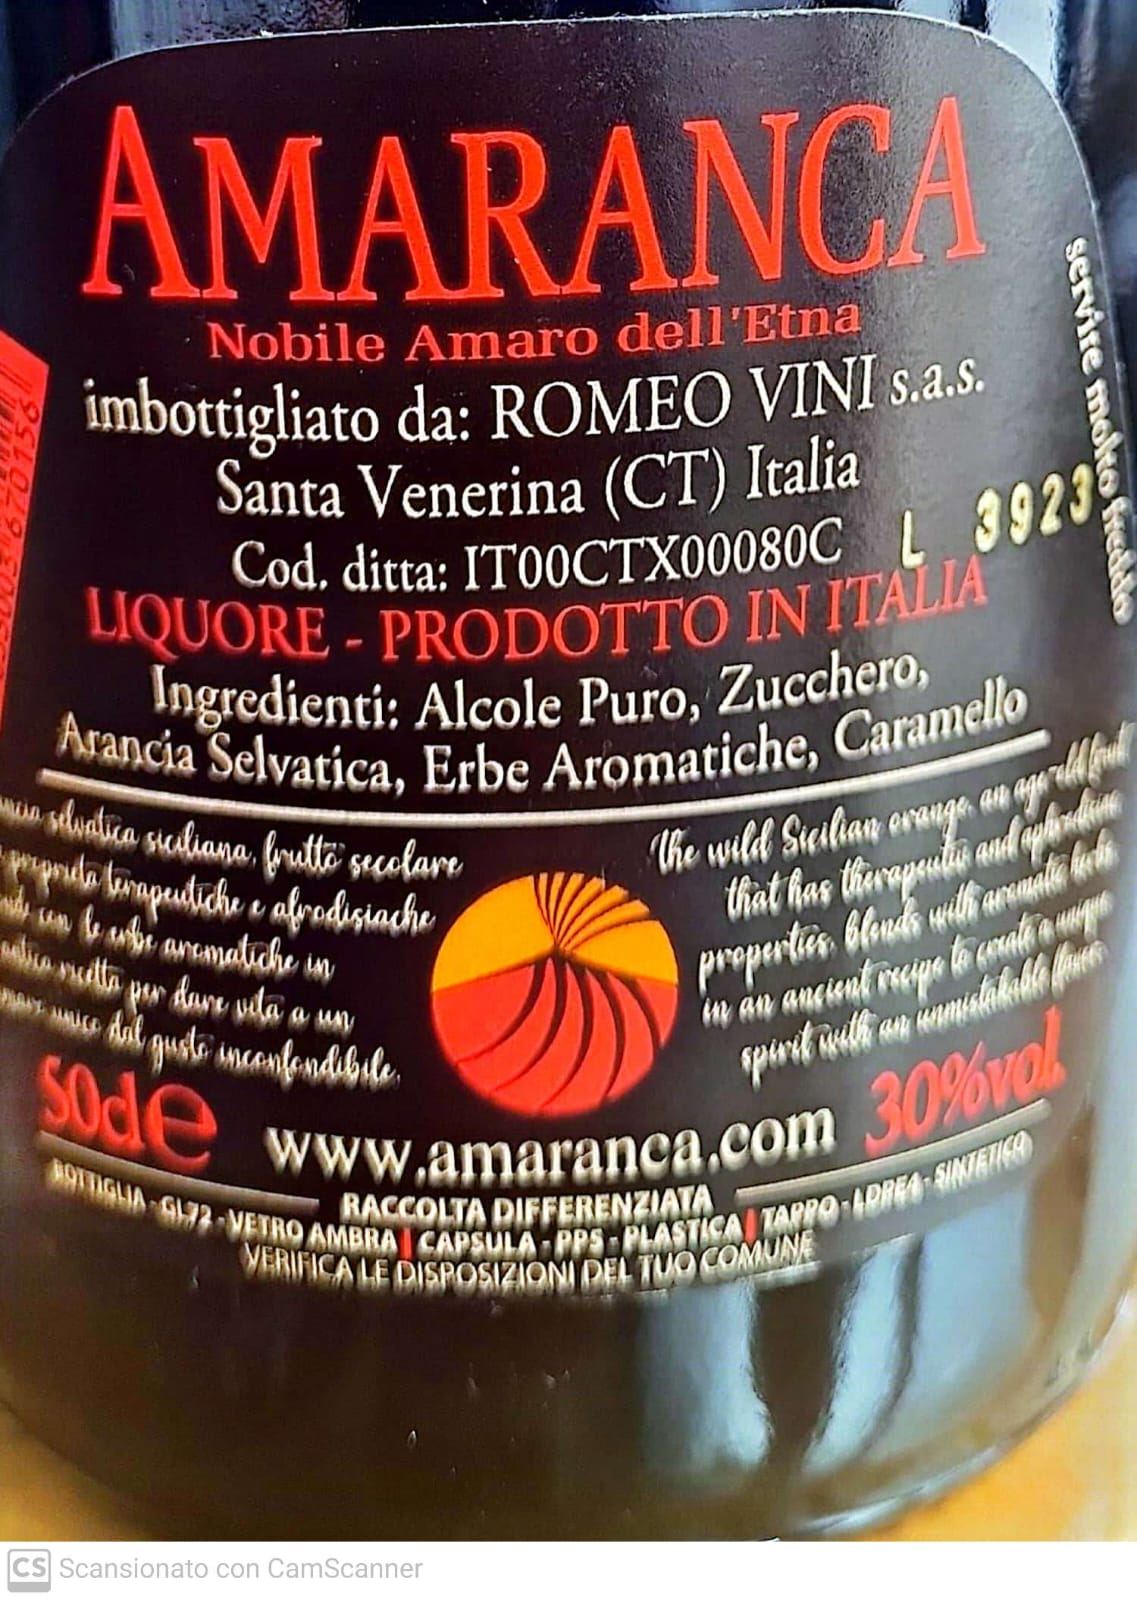 AMARANCA
Nobile Amaro dell'Etna
imbottigliato da: ROMEO VINI s.a.s.
Santa Venerina (CT) Italia
Cod. ditta: IT00CTX00080C
L 3923
LIQUORE - PRODOTTO IN ITALIA
Ingredienti: Alcole Puro, Zucchero,
Arancia Selvatica, Erbe Aromatiche, Caramello
servire molto freddo
selvatica siciliana, frutto secolare
proprietà terapeutiche e afrodisiache
con le erbe aromatiche in
ricetta per dare vita a un
unico dal gusto inconfondibile.
The wild Sicilian orange, an age-old fruit
that has therapeutic and aphrodisiac
properties, blends with aromatic herbs
in an ancient recipe to create a unique
spirit with an unmistakable flavor.
50cl e
30%vol.
www.amaranca.com
RACCOLTA DIFFERENZIATA
BOTTIGLIA - GL72 - VETRO AMBRA | CAPSULA - PP5 - PLASTICA | TAPPO - LDPE4 - SINTETICO
VERIFICA LE DISPOSIZIONI DEL TUO COMUNE
CS Scansionato con CamScanner